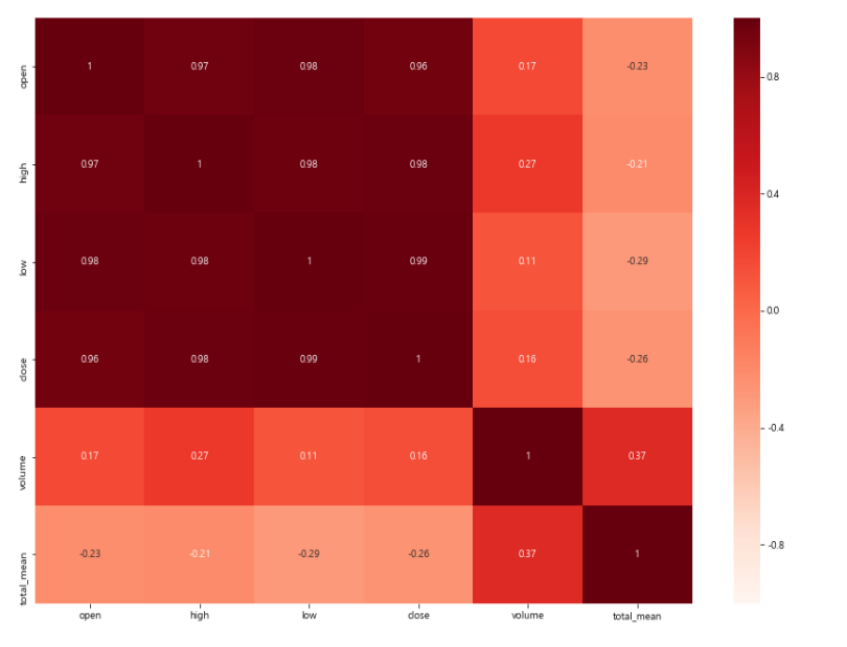 open 1 0.97 0.98 0.96 0.17 -0.23
high 0.97 1 0.98 0.98 0.27 -0.21
low 0.98 0.98 1 0.99 0.11 -0.29
close 0.96 0.98 0.99 1 0.16 -0.26
volume 0.17 0.27 0.11 0.16 1 0.37
total_mean -0.23 -0.21 -0.29 -0.26 0.37 1
open high low close volume total_mean
0.8
0.4
0.0
-0.4
-0.8